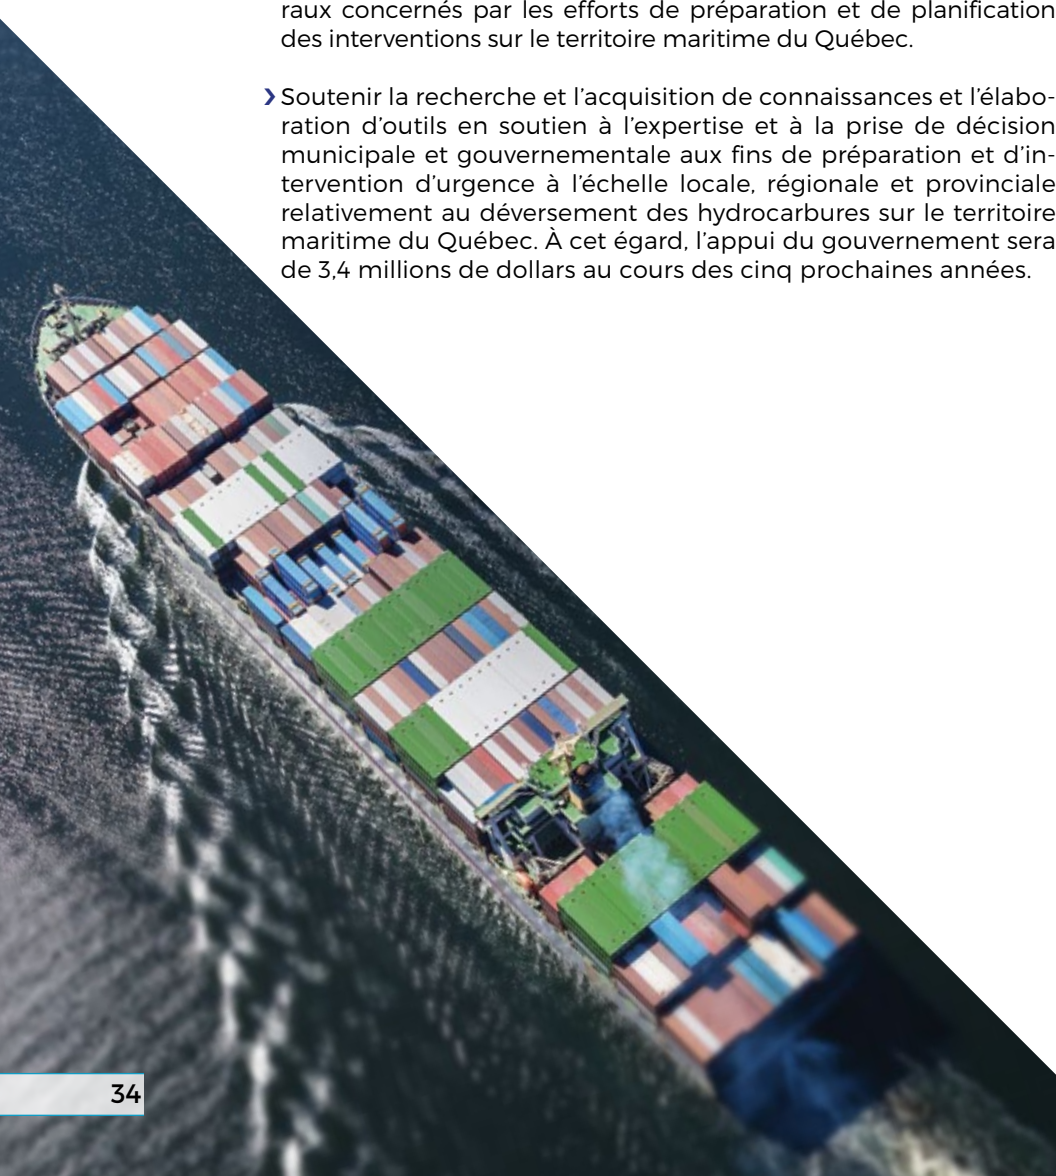 raux concernés par les efforts de préparation et de planification
des interventions sur le territoire maritime du Québec.
› Soutenir la recherche et l’acquisition de connaissances et l’élabo-
ration d’outils en soutien à l’expertise et à la prise de décision
municipale et gouvernementale aux fins de préparation et d’in-
tervention d’urgence à l’échelle locale, régionale et provinciale
relativement au déversement des hydrocarbures sur le territoire
maritime du Québec. À cet égard, l’appui du gouvernement sera
de 3,4 millions de dollars au cours des cinq prochaines années.
34